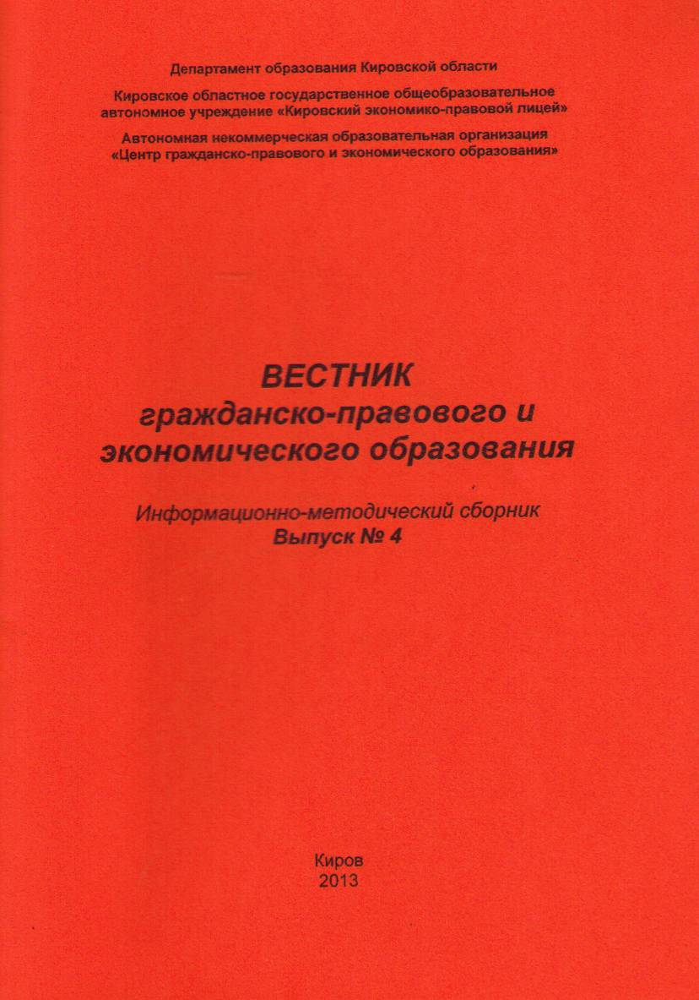 Департамент образования Кировской области
Кировское областное государственное общеобразовательное
автономное учреждение «Кировский экономико-правовой лицей»
Автономная некоммерческая образовательная организация
«Центр гражданско-правового и экономического образования»
ВЕСТНИК
гражданско-правового и
экономического образования
Информационно-методический сборник
Выпуск № 4
Киров
2013